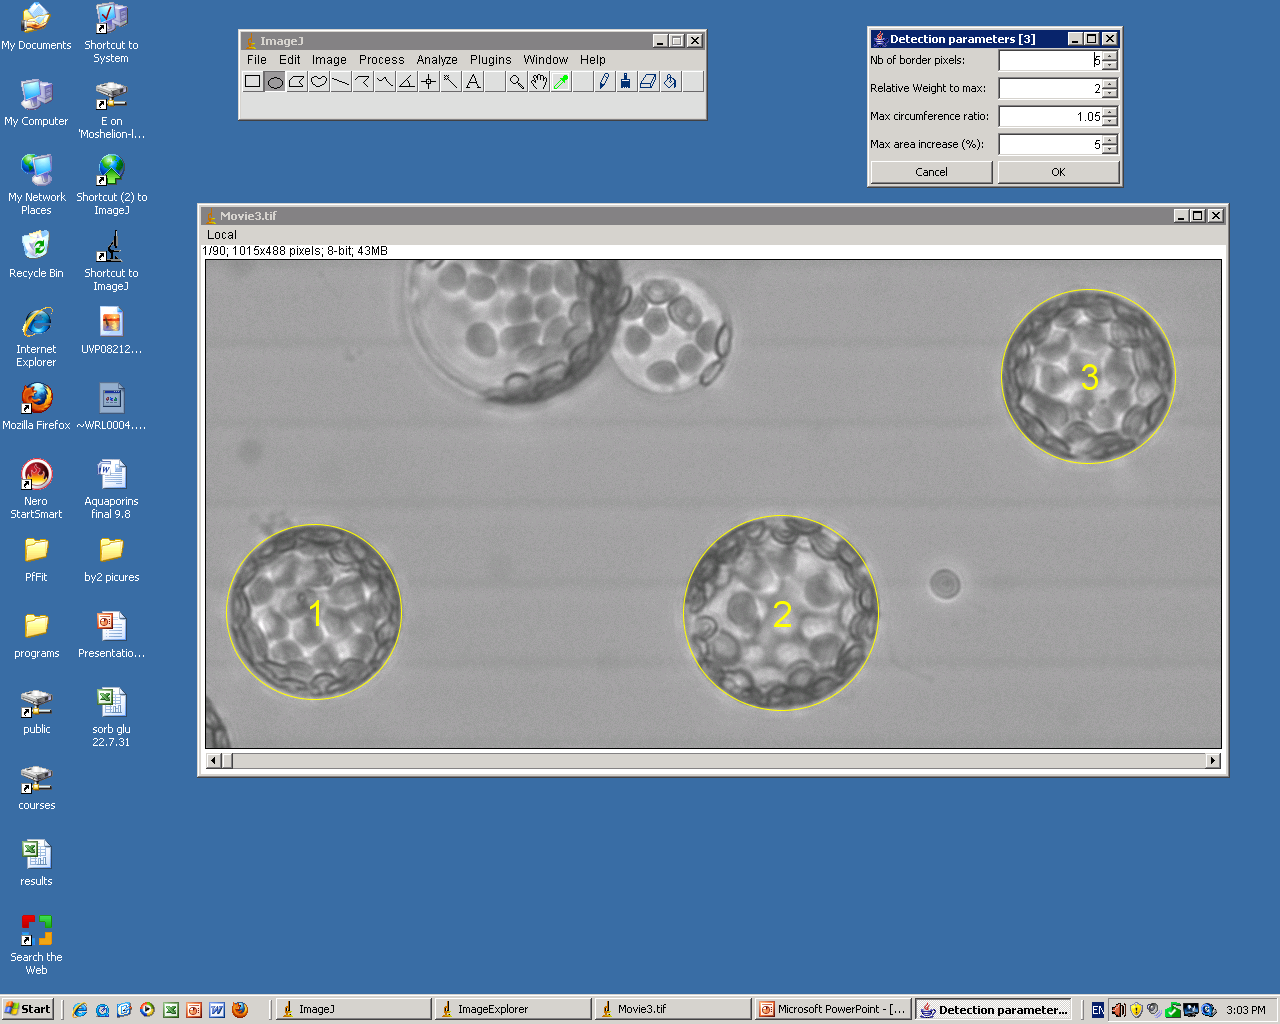 My Documents
Shortcut to
System
My Computer
E on
'Moshelion-l...
My Network
Places
Shortcut (2) to
ImageJ
Recycle Bin
Shortcut to
ImageJ
Internet
Explorer
UVP08212...
Mozilla Firefox
~WRL0004....
Nero
StartSmart
Aquaporins
final 9.8
PfFit
by2 picures
programs
Presentatio...
public
sorb glu
22.7.31
courses
results
Search the
Web
ImageJ
File Edit Image Process Analyze Plugins Window Help
Detection parameters [3]
Nb of border pixels: 5
Relative Weight to max: 2
Max circumference ratio: 1.05
Max area increase (%): 5
Cancel OK
Movie3.tif
Local
1/90; 1015x488 pixels; 8-bit; 43MB
3
1
2
Start ImageJ ImageExplorer Movie3.tif Microsoft PowerPoint - [... Detection parameter... EN 3:03 PM